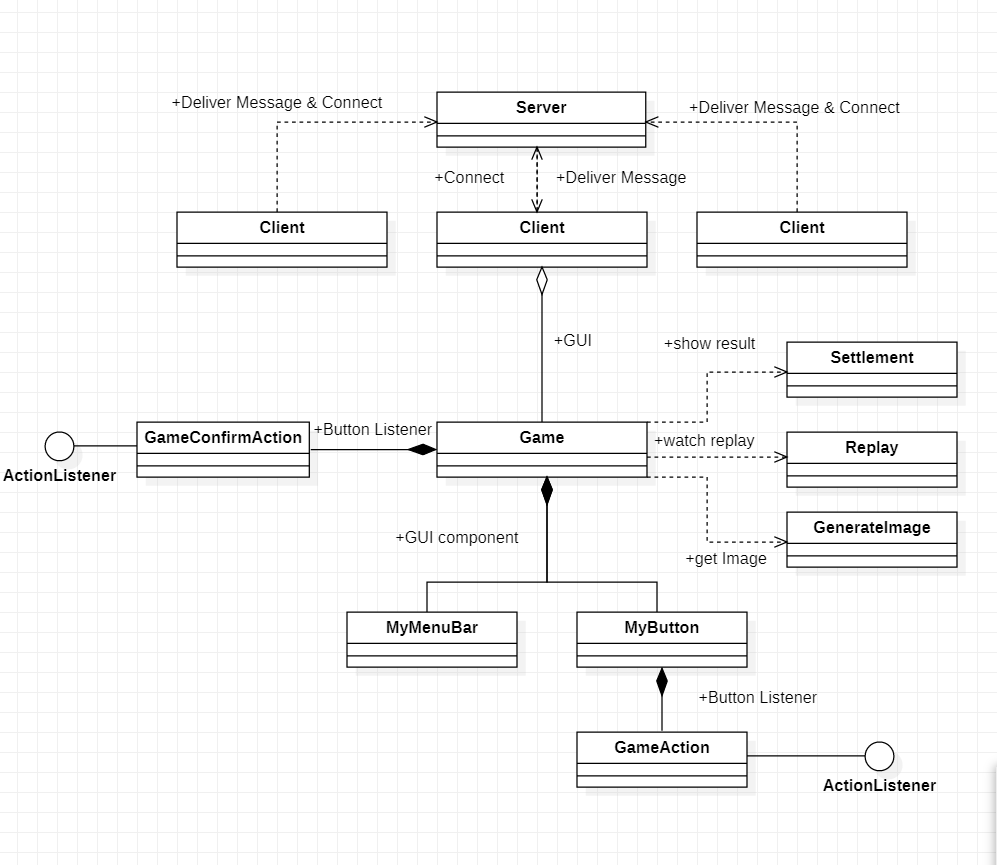 +Deliver Message & Connect
Server
+Deliver Message & Connect
+Connect
+Deliver Message
Client
Client
Client
+GUI
+show result
Settlement
GameConfirmAction
+Button Listener
Game
+watch replay
Replay
ActionListener
GenerateImage
+GUI component
+get Image
MyMenuBar
MyButton
+Button Listener
GameAction
ActionListener